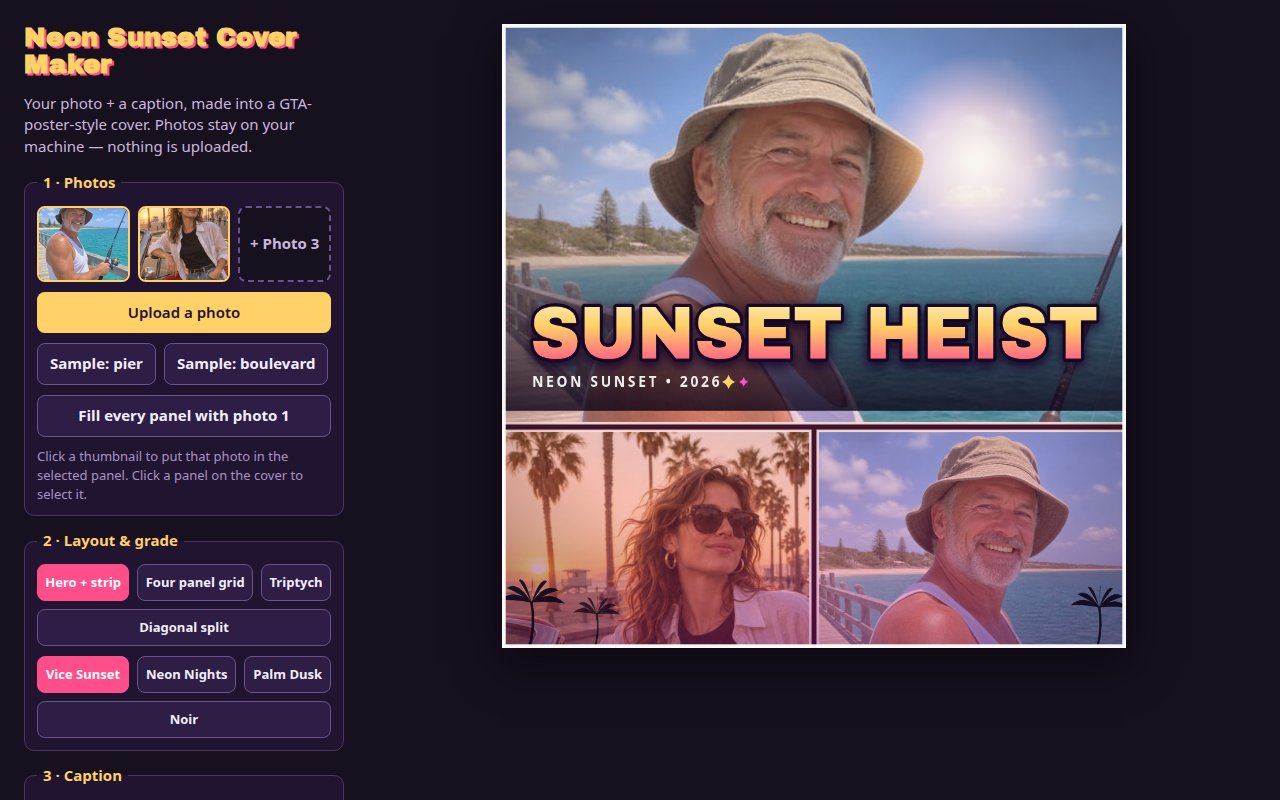 Neon Sunset Cover
Maker
Your photo + a caption, made into a GTA-
poster-style cover. Photos stay on your
machine — nothing is uploaded.
1 · Photos
+ Photo 3
Upload a photo
Sample: pier
Sample: boulevard
Fill every panel with photo 1
Click a thumbnail to put that photo in the
selected panel. Click a panel on the cover to
select it.
2 · Layout & grade
Hero + strip
Four panel grid
Triptych
Diagonal split
Vice Sunset
Neon Nights
Palm Dusk
Noir
3 · Caption
SUNSET HEIST
NEON SUNSET • 2026